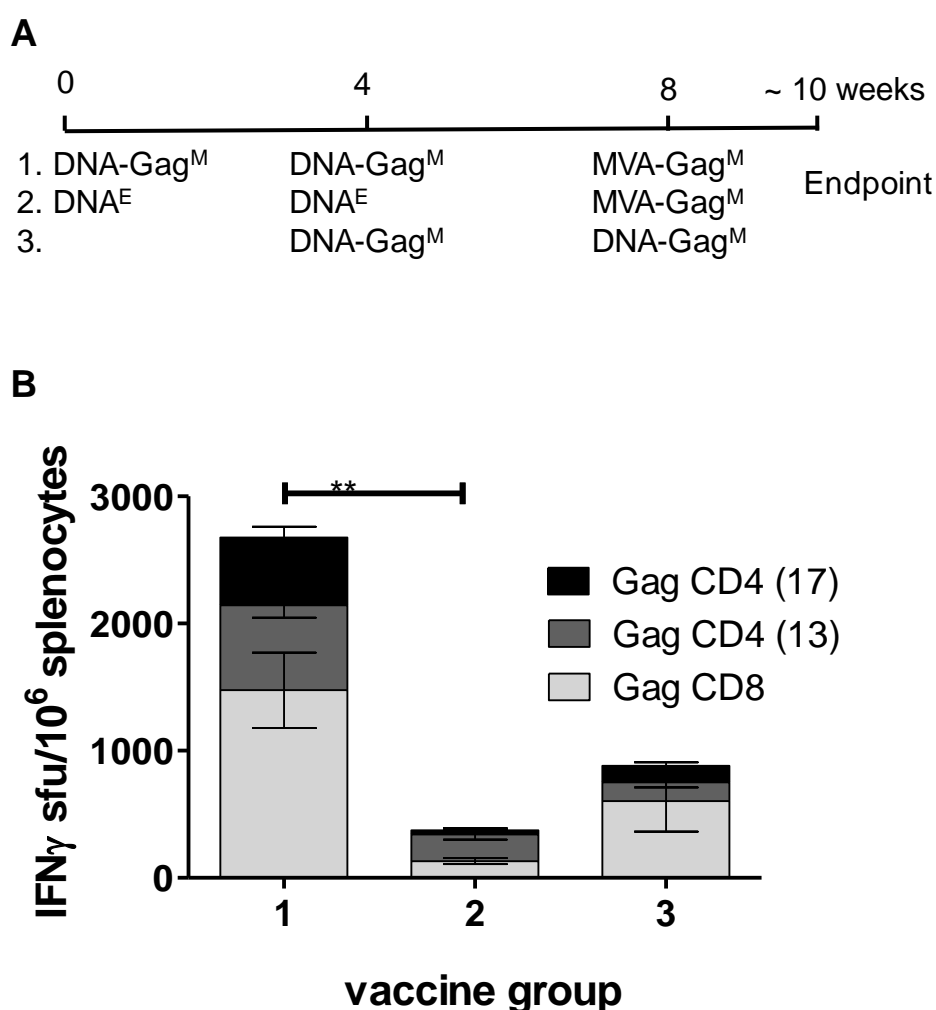 A
0 4 8 ~ 10 weeks
1. DNA-Gagᴹ DNA-Gagᴹ MVA-Gagᴹ
Endpoint
2. DNAᴱ DNAᴱ MVA-Gagᴹ
3. DNA-Gagᴹ DNA-Gagᴹ
B
IFNγ sfu/10⁶ splenocytes
3000
2000
1000
0
**
Gag CD4 (17)
Gag CD4 (13)
Gag CD8
1 2 3
vaccine group